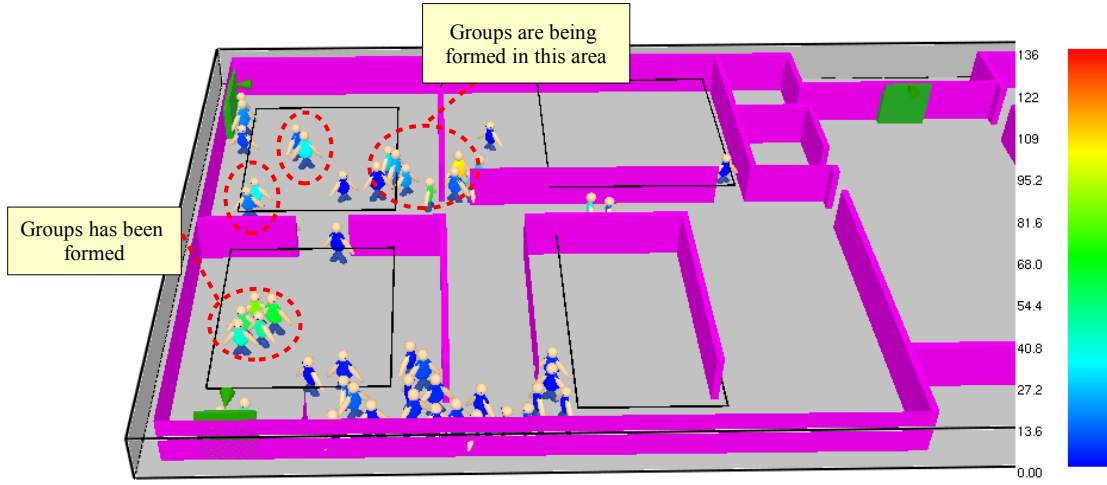 Groups are being
formed in this area
Groups has been
formed
136
122
109
95.2
81.6
68.0
54.4
40.8
27.2
13.6
0.00